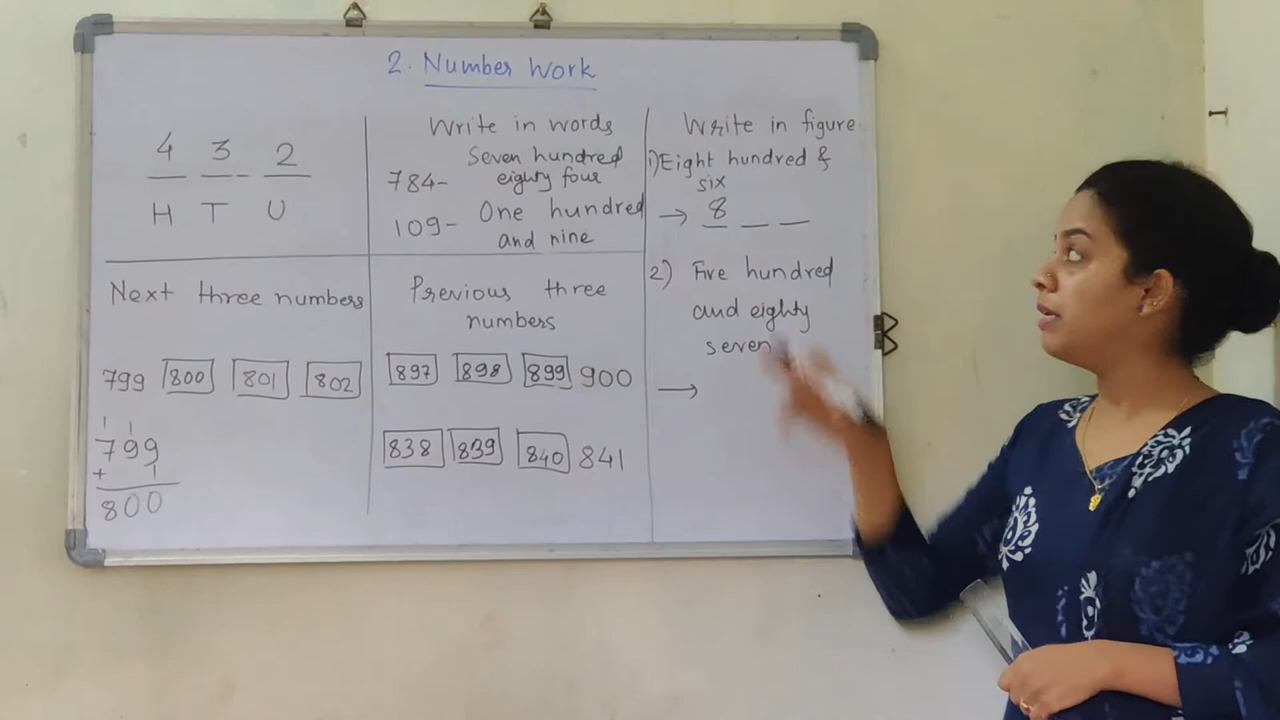 2. Number Work
4 3 2
H T U
Write in words
784- Seven hundred
eighty four
109- One hundred
and nine
Write in figure
1) Eight hundred &
six
→ 8 _ _
2) Five hundred
and eighty
seven
→
Next three numbers
799 800 801 802
1 1
799
+ 1
800
Previous three
numbers
897 898 899 900
838 839 840 841